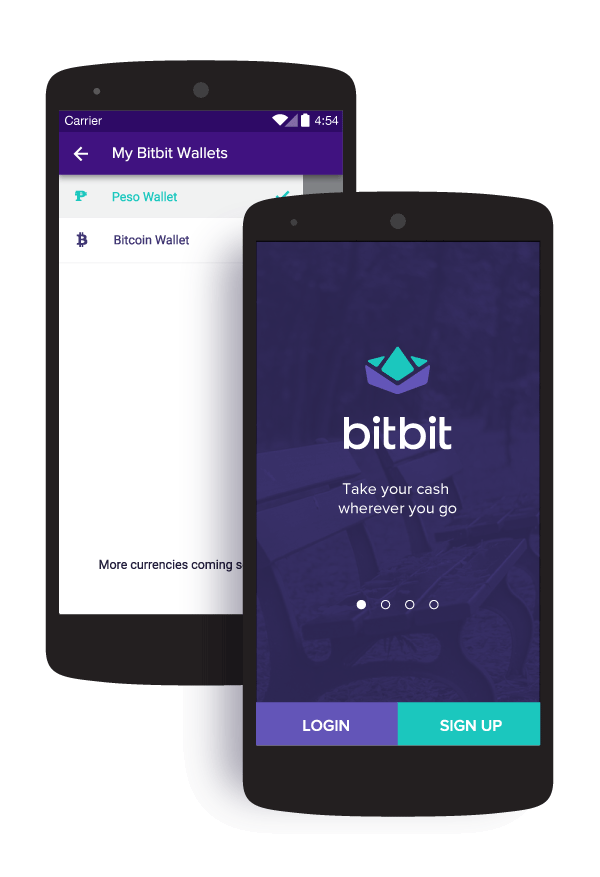 Carrier
4:54
My Bitbit Wallets
Peso Wallet
Bitcoin Wallet
More currencies coming
bitbit
Take your cash
wherever you go
LOGIN
SIGN UP